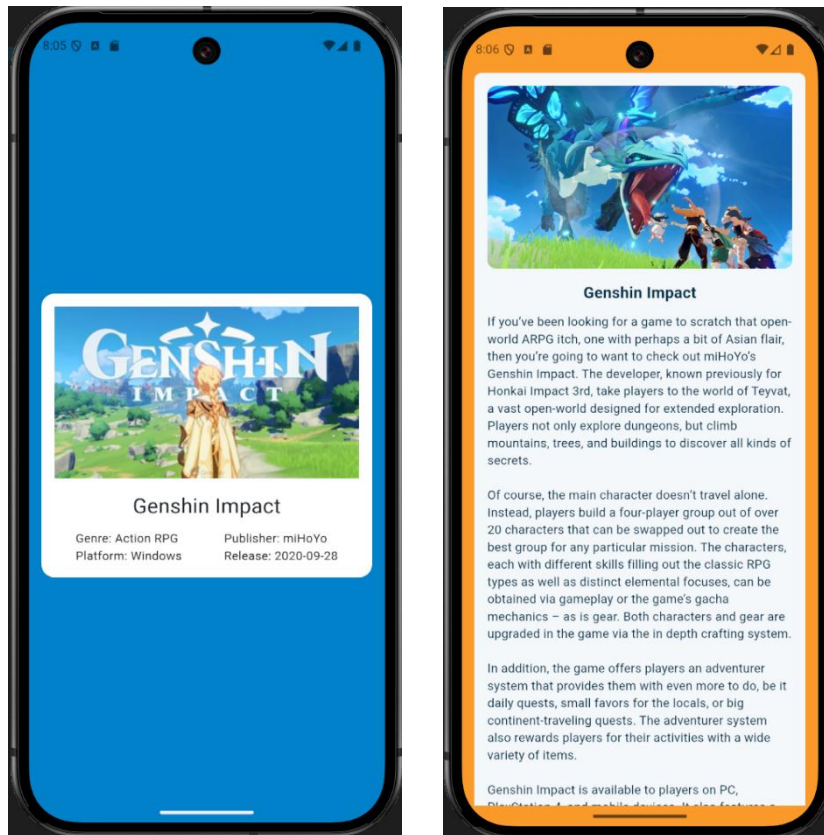 8:05
GENSHIN
IMPACT
Genshin Impact
Genre: Action RPG
Publisher: miHoYo
Platform: Windows
Release: 2020-09-28
8:06
Genshin Impact
If you've been looking for a game to scratch that open-
world ARPG itch, one with perhaps a bit of Asian flair,
then you're going to want to check out miHoYo's
Genshin Impact. The developer, known previously for
Honkai Impact 3rd, take players to the world of Teyvat,
a vast open-world designed for extended exploration.
Players not only explore dungeons, but climb
mountains, trees, and buildings to discover all kinds of
secrets.
Of course, the main character doesn't travel alone.
Instead, players build a four-player group out of over
20 characters that can be swapped out to create the
best group for any particular mission. The characters,
each with different skills filling out the classic RPG
types as well as distinct elemental focuses, can be
obtained via gameplay or the game's gacha
mechanics – as is gear. Both characters and gear are
upgraded in the game via the in depth crafting system.
In addition, the game offers players an adventurer
system that provides them with even more to do, be it
daily quests, small favors for the locals, or big
continent-traveling quests. The adventurer system
also rewards players for their activities with a wide
variety of items.
Genshin Impact is available to players on PC,
PlayStation 4, and mobile devices. It also features a